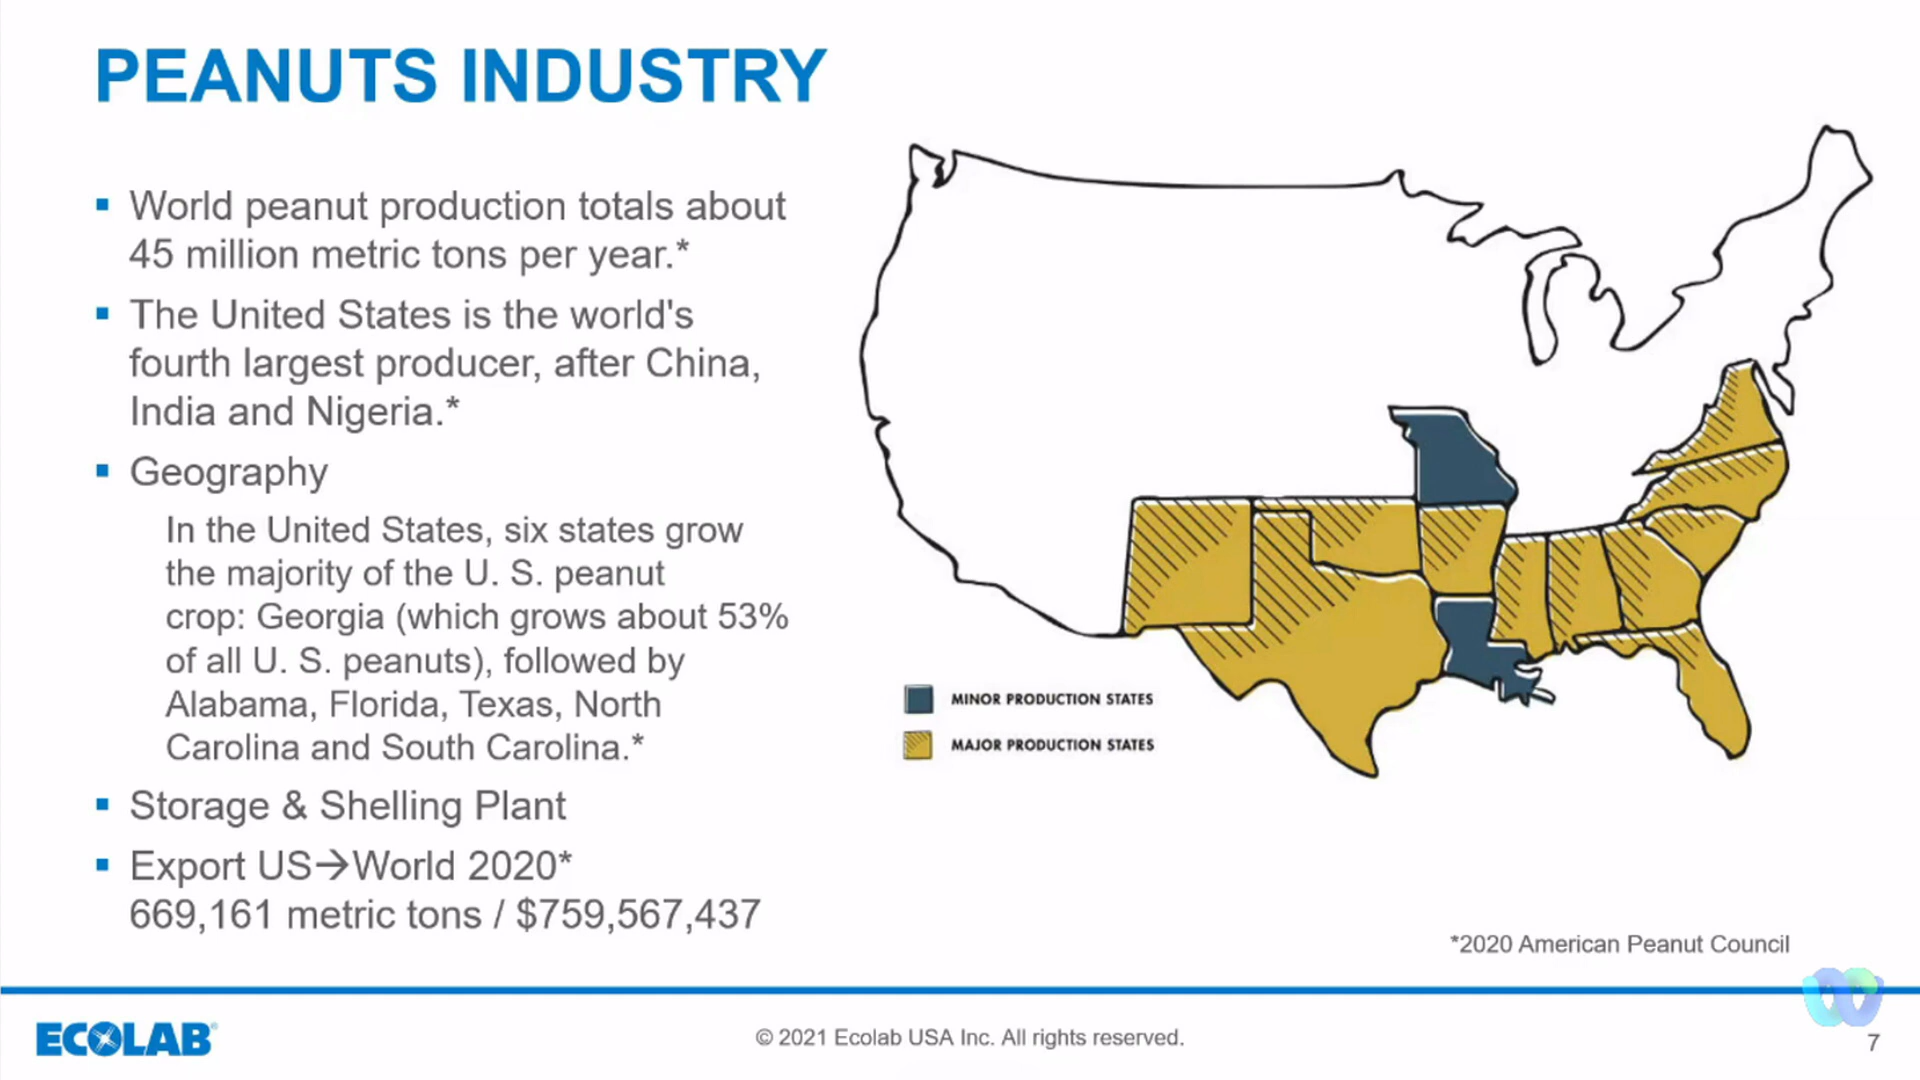 PEANUTS INDUSTRY
▪ World peanut production totals about
45 million metric tons per year.*
▪ The United States is the world's
fourth largest producer, after China,
India and Nigeria.*
▪ Geography
In the United States, six states grow
the majority of the U. S. peanut
crop: Georgia (which grows about 53%
of all U. S. peanuts), followed by
Alabama, Florida, Texas, North
Carolina and South Carolina.*
▪ Storage & Shelling Plant
▪ Export US→World 2020*
669,161 metric tons / $759,567,437
MINOR PRODUCTION STATES
MAJOR PRODUCTION STATES
*2020 American Peanut Council
ECOLAB®
© 2021 Ecolab USA Inc. All rights reserved.
7